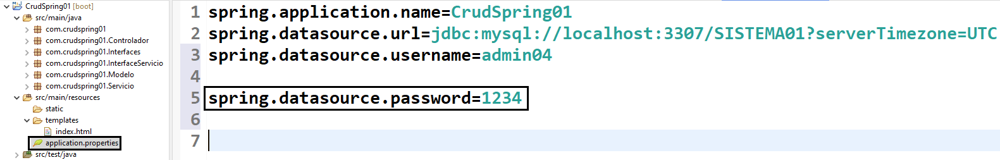 CrudSpring01 [boot]
src/main/java
com.crudspring01
com.crudspring01.Controlador
com.crudspring01.Interfaces
com.crudspring01.InterfaceServicio
com.crudspring01.Modelo
com.crudspring01.Servicio
src/main/resources
static
templates
index.html
application.properties
src/test/java
1 spring.application.name=CrudSpring01
2 spring.datasource.url=jdbc:mysql://localhost:3307/SISTEMA01?serverTimezone=UTC
3 spring.datasource.username=admin04
4
5 spring.datasource.password=1234
6
7